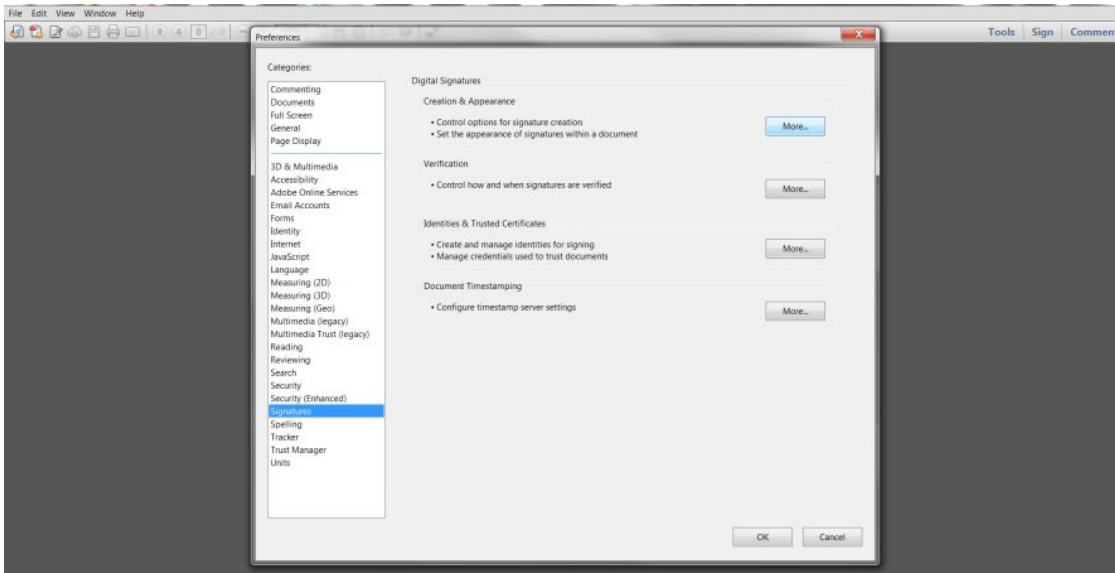 File Edit View Window Help
0 / 0
Tools Sign Commen
Preferences
Categories:
Commenting
Documents
Full Screen
General
Page Display
3D & Multimedia
Accessibility
Adobe Online Services
Email Accounts
Forms
Identity
Internet
JavaScript
Language
Measuring (2D)
Measuring (3D)
Measuring (Geo)
Multimedia (legacy)
Multimedia Trust (legacy)
Reading
Reviewing
Search
Security
Security (Enhanced)
Signatures
Spelling
Tracker
Trust Manager
Units
Digital Signatures
Creation & Appearance
• Control options for signature creation
• Set the appearance of signatures within a document
More...
Verification
• Control how and when signatures are verified
More...
Identities & Trusted Certificates
• Create and manage identities for signing
• Manage credentials used to trust documents
More...
Document Timestamping
• Configure timestamp server settings
More...
OK Cancel